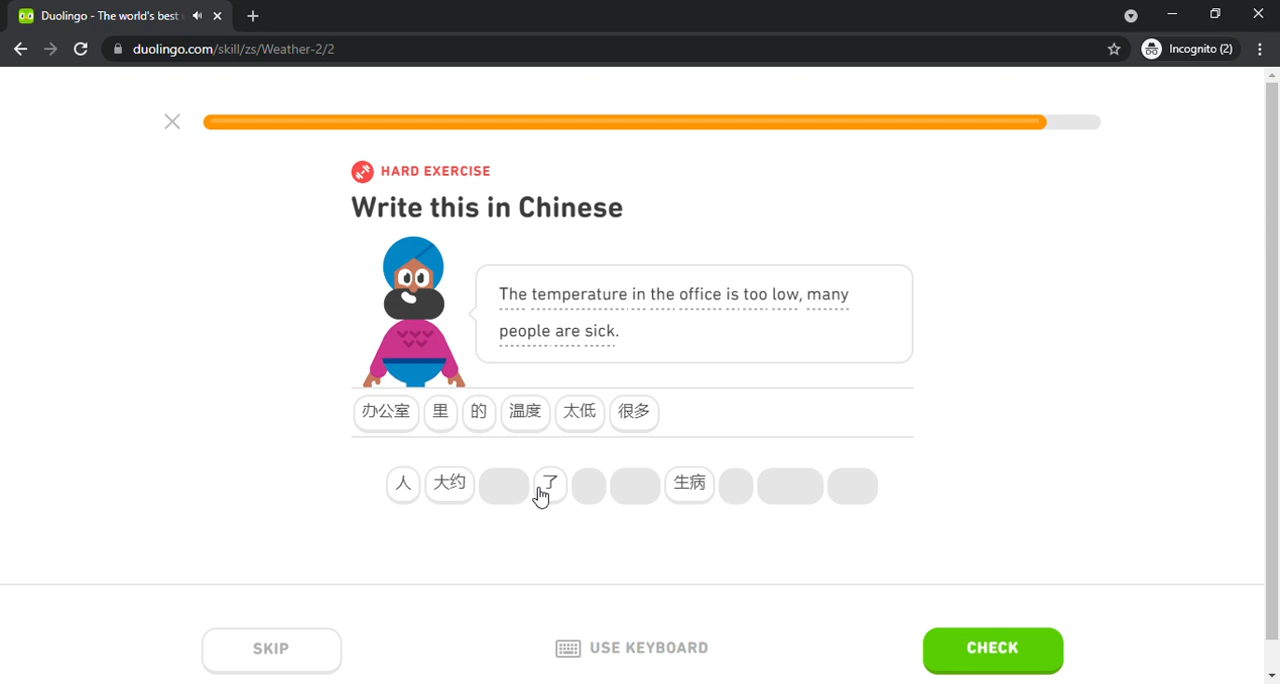 Duolingo - The world's best
duolingo.com/skill/zs/Weather-2/2
Incognito (2)
HARD EXERCISE
Write this in Chinese
The temperature in the office is too low, many
people are sick.
办公室 里 的 温度 太低 很多
人 大约 了 生病
SKIP
USE KEYBOARD
CHECK